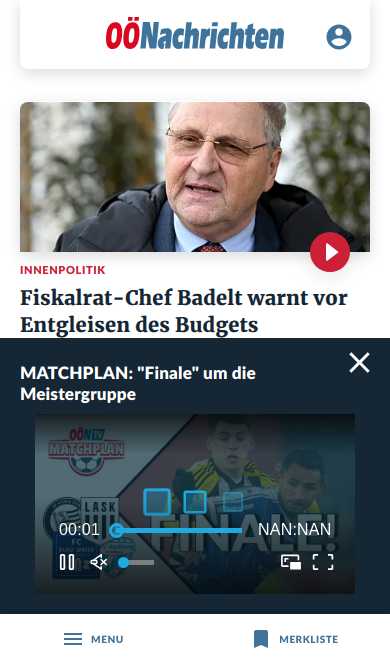 OÖNachrichten
INNENPOLITIK
Fiskalrat-Chef Badelt warnt vor
Entgleisen des Budgets
MATCHPLAN: "Finale" um die
Meistergruppe
OÖN TV
MATCHPLAN
LASK
FC
FINALE!
00:01
NAN:NAN
MENU
MERKLISTE